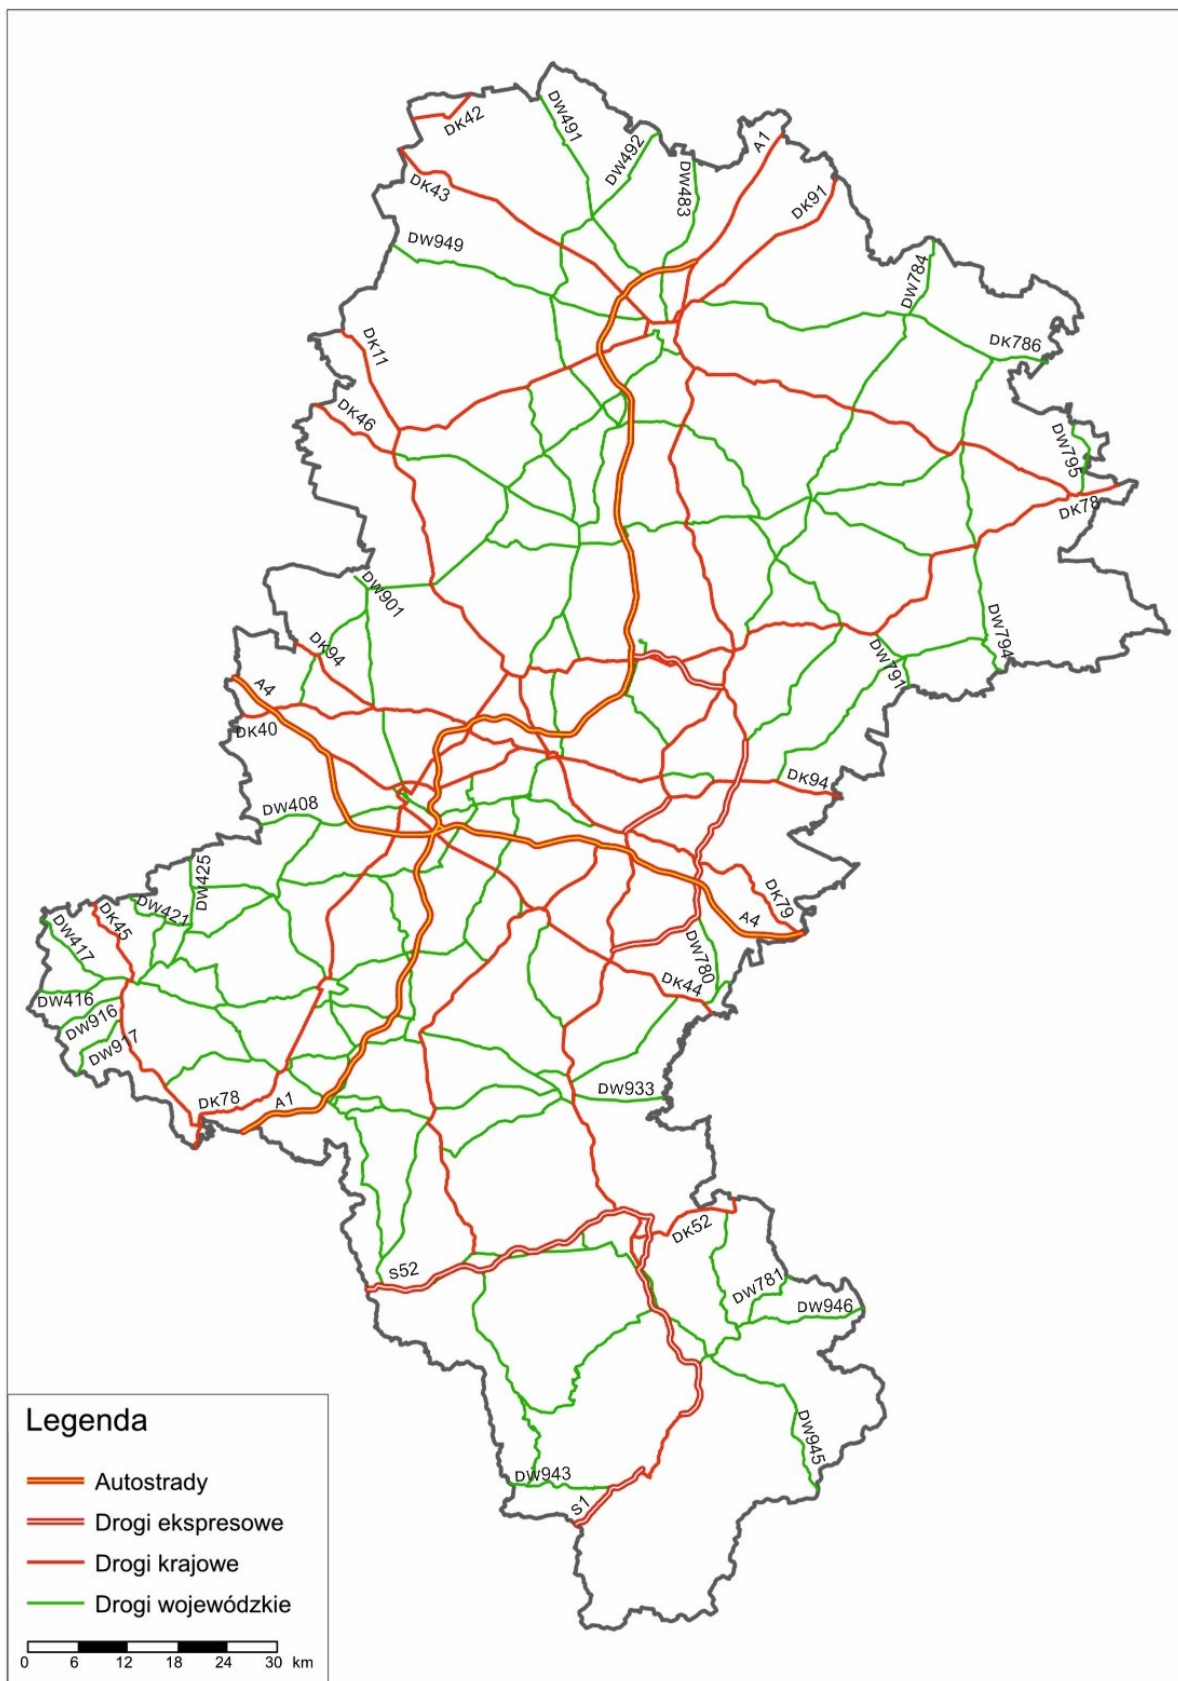 DK42
DW491
DW492
A1
DK43
DW483
DK91
DW949
DW784
DK11
DK786
DK46
DW795
DK78
DW901
DW794
DK94
DW791
A4
DK40
DK94
DW408
DW425
DK79
DW421
DK45
DW417
A4
DW780
DK44
DW416
DW916
DW917
DW933
DK78
A1
DK52
S52
DW781
DW946
DW945
DW943
S1
Legenda
Autostrady
Drogi ekspresowe
Drogi krajowe
Drogi wojewódzkie
0 6 12 18 24 30 km